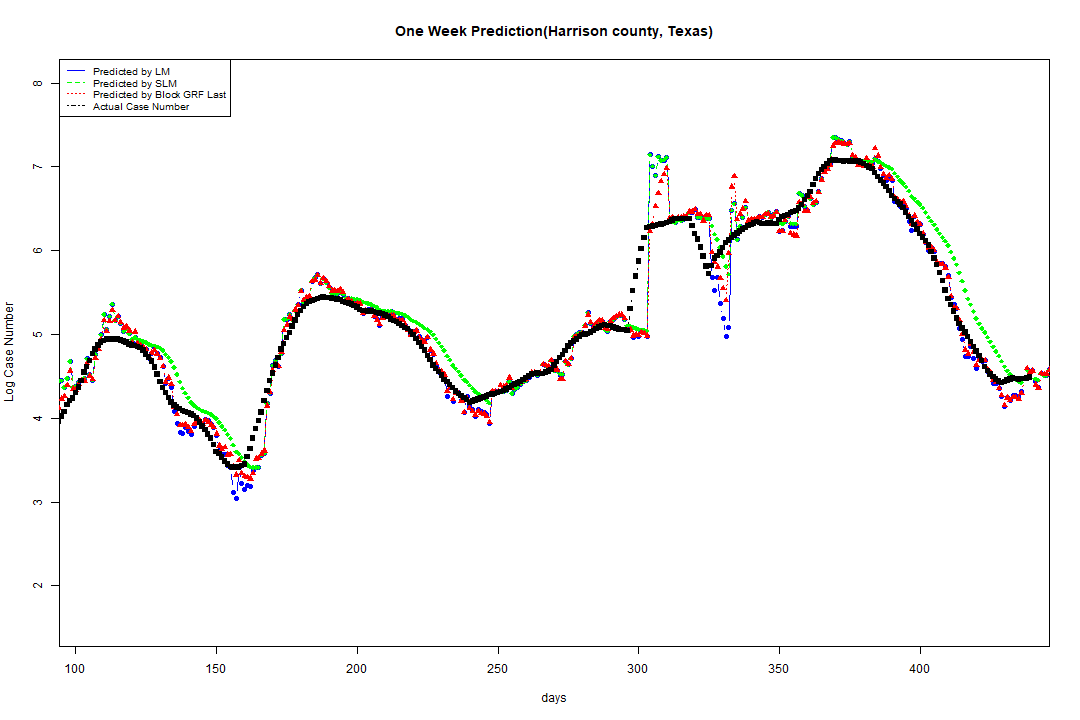 One Week Prediction(Harrison county, Texas)
Predicted by LM
Predicted by SLM
Predicted by Block GRF Last
Actual Case Number
8
7
6
5
4
3
2
Log Case Number
100 150 200 250 300 350 400
days